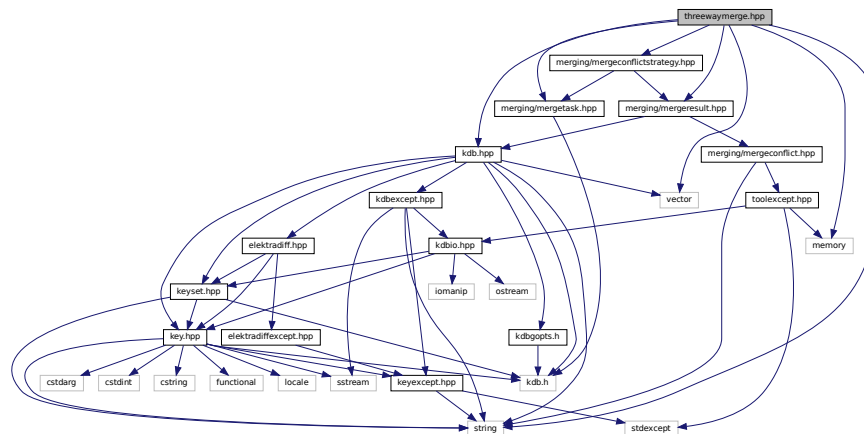 threewaymerge.hpp
merging/mergeconflictstrategy.hpp
merging/mergetask.hpp
merging/mergeresult.hpp
kdb.hpp
merging/mergeconflict.hpp
kdbexcept.hpp
vector
toolexcept.hpp
elektradiff.hpp
kdbio.hpp
memory
keyset.hpp
iomanip
ostream
key.hpp
elektradiffexcept.hpp
kdbgopts.h
cstdarg
cstdint
cstring
functional
locale
sstream
keyexcept.hpp
kdb.h
string
stdexcept